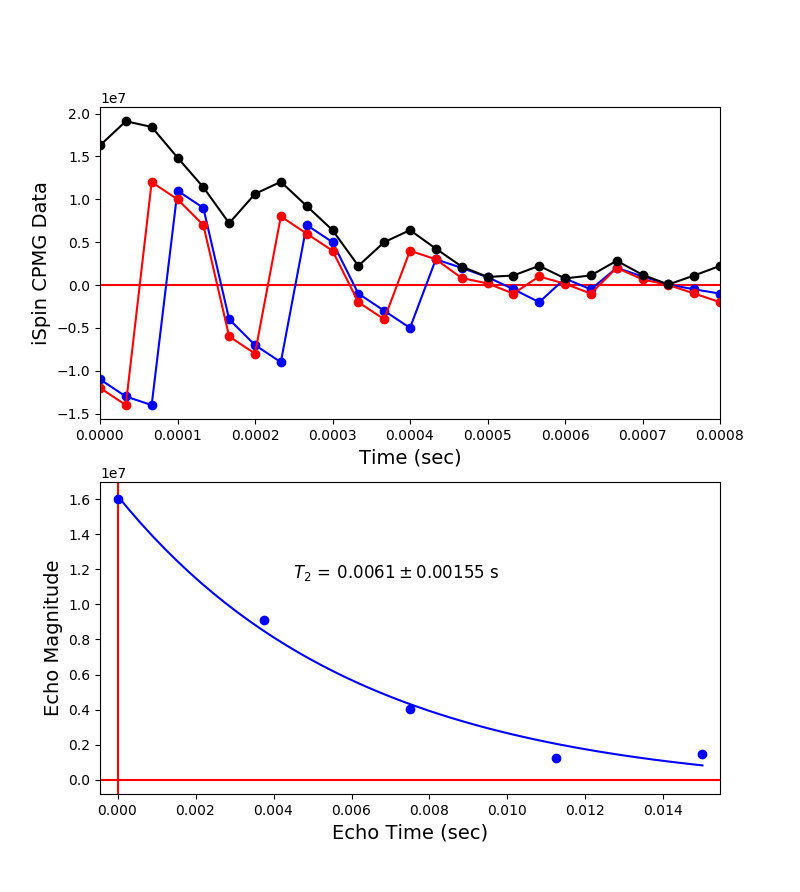 1e7
2.0
1.5
1.0
0.5
0.0
−0.5
−1.0
−1.5
iSpin CPMG Data
0.0000 0.0001 0.0002 0.0003 0.0004 0.0005 0.0006 0.0007 0.0008
Time (sec)
1e7
1.6
1.4
1.2
1.0
0.8
0.6
0.4
0.2
0.0
Echo Magnitude
T₂ = 0.0061 ± 0.00155 s
0.000 0.002 0.004 0.006 0.008 0.010 0.012 0.014
Echo Time (sec)